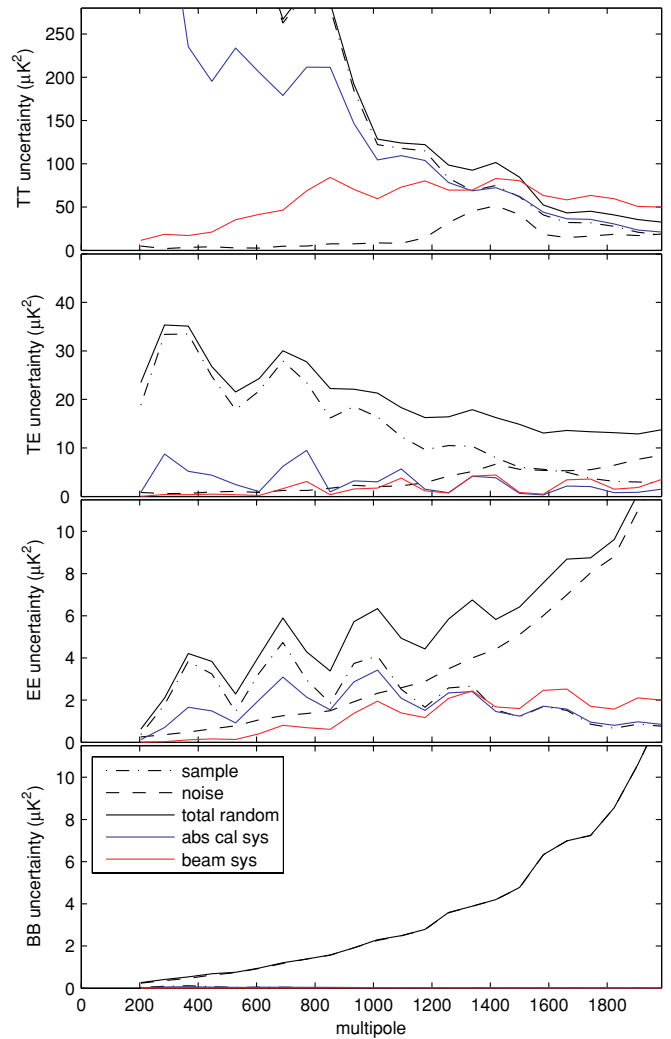 250
200
150
100
50
0
TT uncertainty (μK²)
40
30
20
10
0
TE uncertainty (μK²)
10
8
6
4
2
0
EE uncertainty (μK²)
10
8
6
4
2
0
BB uncertainty (μK²)
sample
noise
total random
abs cal sys
beam sys
0 200 400 600 800 1000 1200 1400 1600 1800
multipole